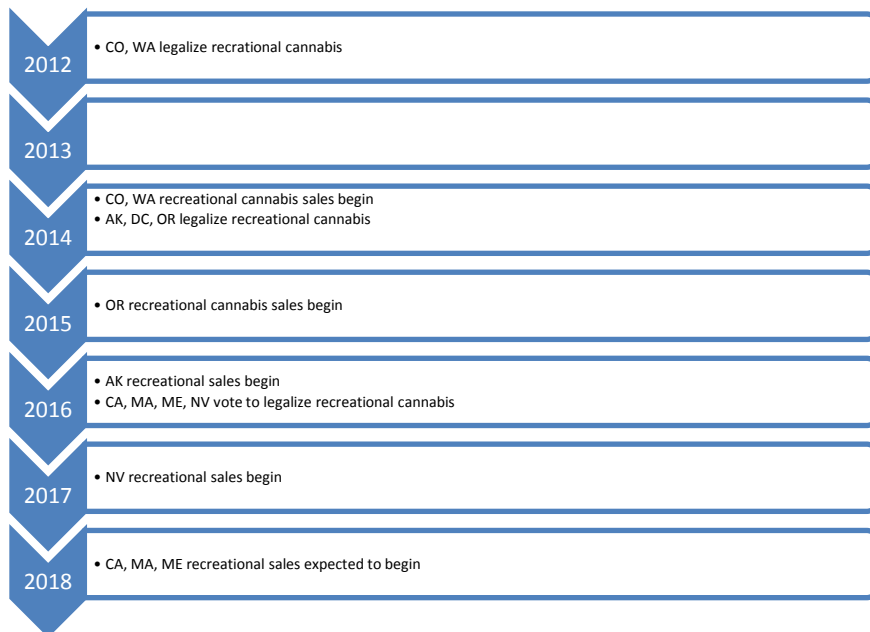 2012
• CO, WA legalize recrational cannabis
2013
2014
• CO, WA recreational cannabis sales begin
• AK, DC, OR legalize recreational cannabis
2015
• OR recreational cannabis sales begin
2016
• AK recreational sales begin
• CA, MA, ME, NV vote to legalize recreational cannabis
2017
• NV recreational sales begin
2018
• CA, MA, ME recreational sales expected to begin